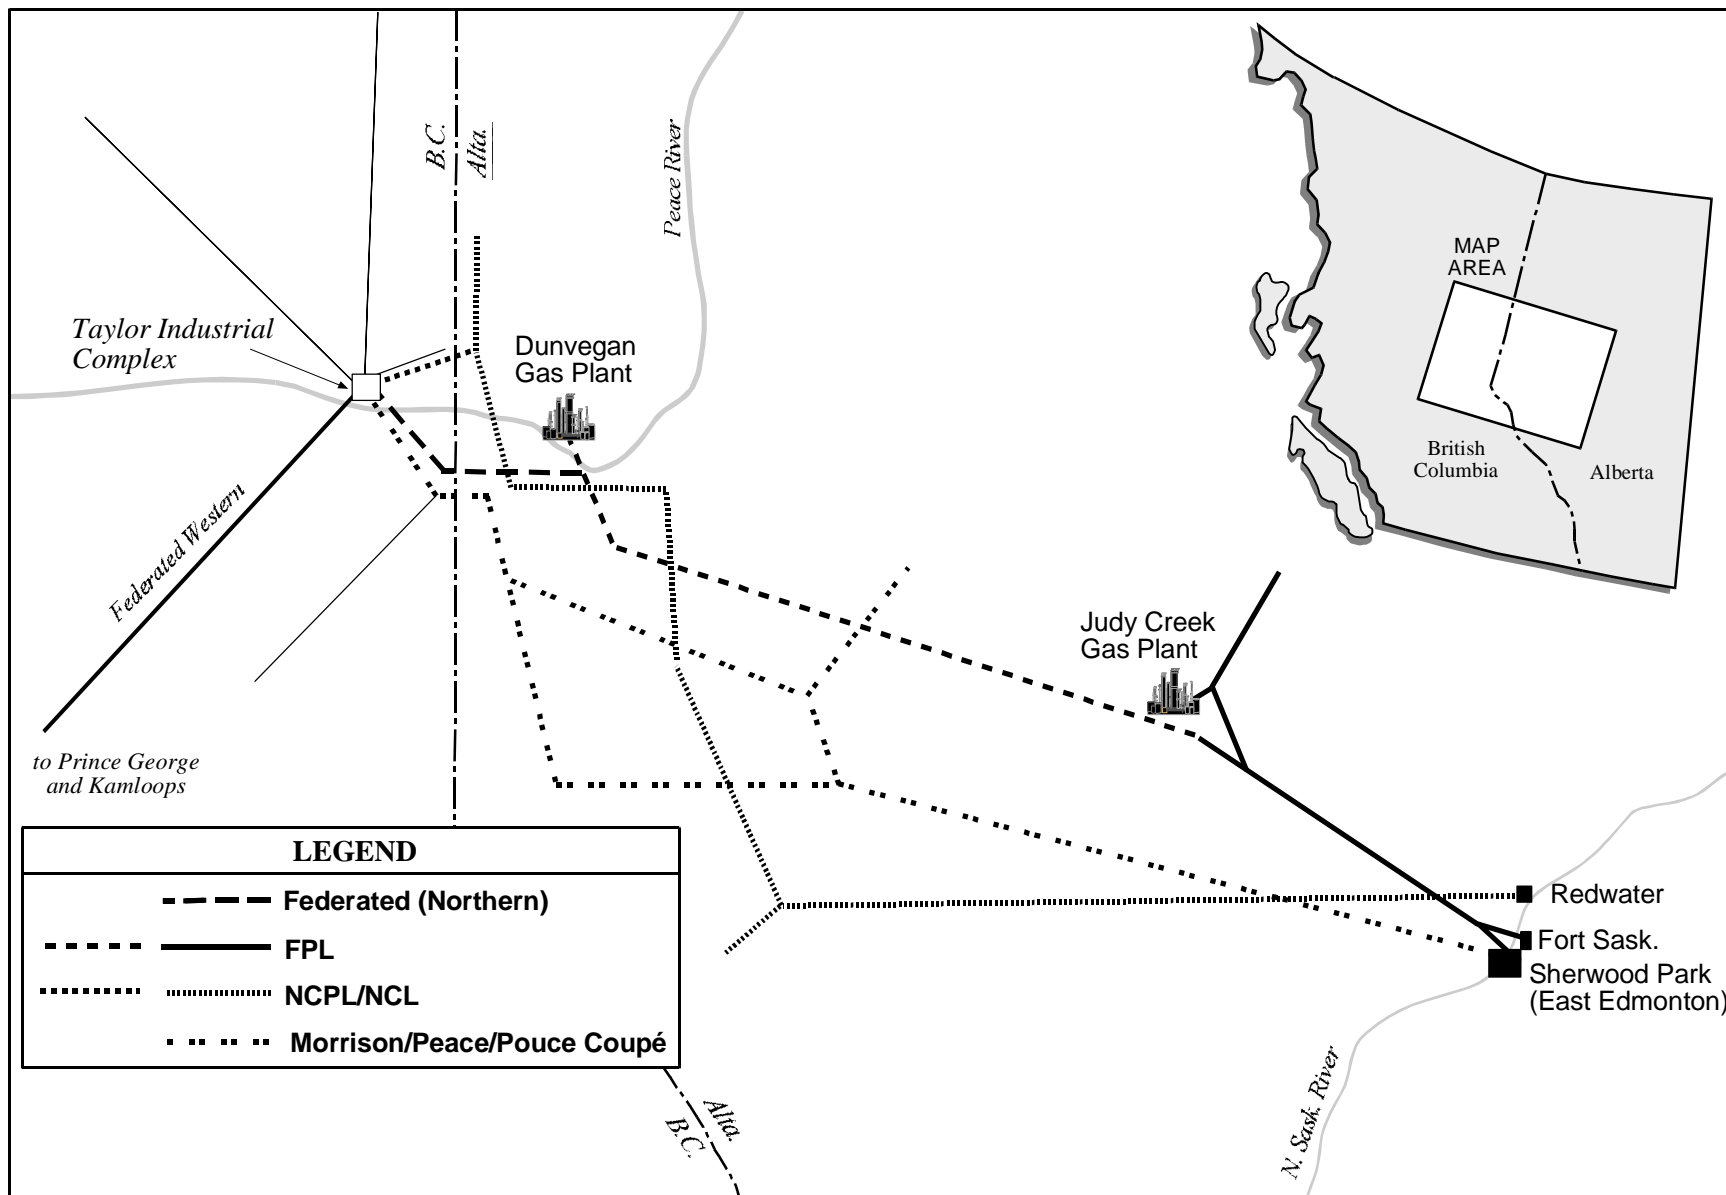 B.C.
Alta.
Peace River
MAP
AREA
Taylor Industrial
Complex
Dunvegan
Gas Plant
British
Columbia
Alberta
Federated Western
Judy Creek
Gas Plant
to Prince George
and Kamloops
LEGEND
Federated (Northern)
FPL
NCPL/NCL
Morrison/Peace/Pouce Coupé
Redwater
Fort Sask.
Sherwood Park
(East Edmonton)
Alta.
B.C.
N. Sask. River